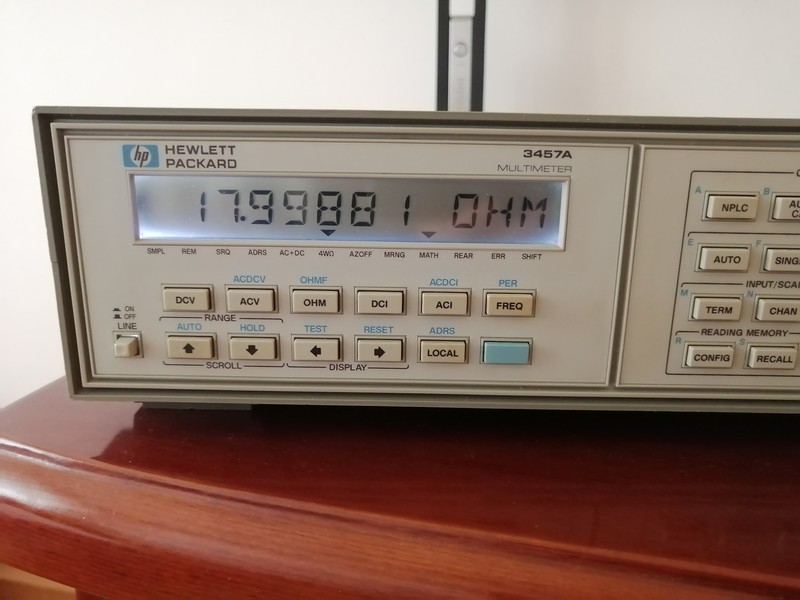 hp HEWLETT PACKARD
3457A
MULTIMETER
17.99881 OHM
SMPL REM SRQ ADRS AC+DC 4WΩ AZOFF MRNG MATH REAR ERR SHIFT
ACDCV OHMF ACDCI PER
DCV ACV OHM DCI ACI FREQ
RANGE
ON
OFF
LINE
AUTO HOLD TEST RESET ADRS
LOCAL
SCROLL DISPLAY
A NPLC B
E AUTO F
INPUT/
M TERM N CHAN
READING MEMORY
R CONFIG S RECALL